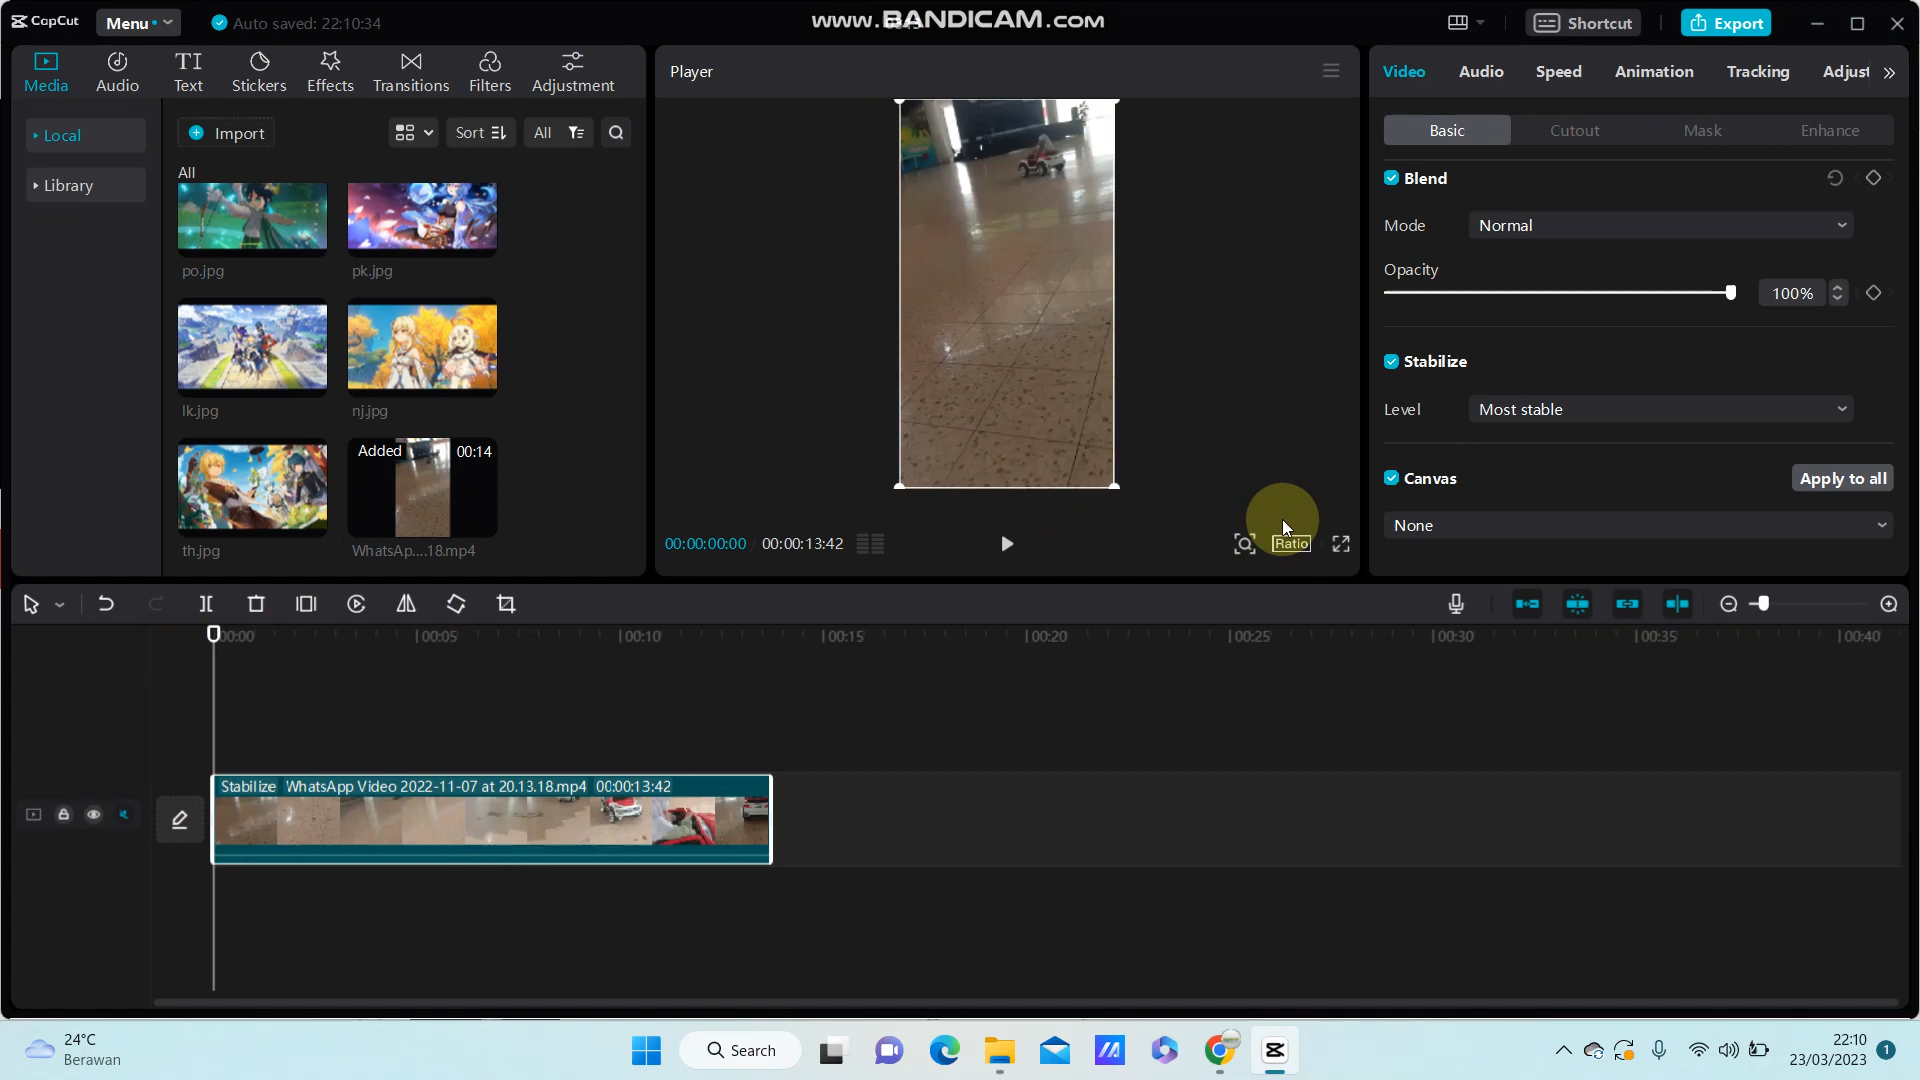 CapCut
Menu
Auto saved: 22:10:34
www.BANDICAM.com
Shortcut
Export
Media
Audio
Text
Stickers
Effects
Transitions
Filters
Adjustment
Local
Library
Import
Sort
All
All
po.jpg
pk.jpg
lk.jpg
nj.jpg
Added
00:14
th.jpg
WhatsAp....18.mp4
Player
00:00:00:00
00:00:13:42
Ratio
Video
Audio
Speed
Animation
Tracking
Adjust
Basic
Cutout
Mask
Enhance
Blend
Mode
Normal
Opacity
100%
Stabilize
Level
Most stable
Canvas
Apply to all
None
00:00
00:05
00:10
00:15
00:20
00:25
00:30
00:35
00:40
Stabilize WhatsApp Video 2022-11-07 at 20.13.18.mp4 00:00:13:42
24°C
Berawan
Search
22:10
23/03/2023
1